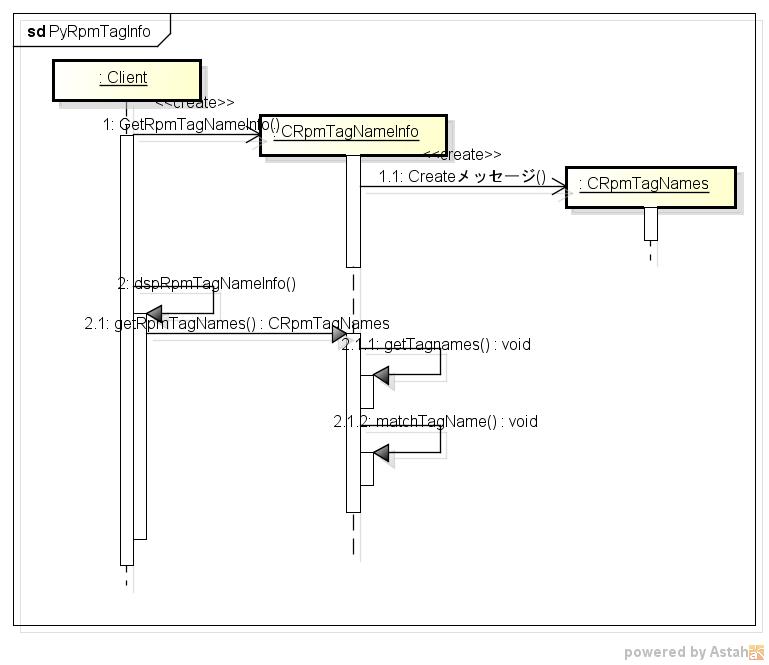 sd PyRpmTagInfo
: Client
<<create>>
1: GetRpmTagNameInfo()
: CRpmTagNameInfo
<<create>>
1.1: Createメッセージ()
: CRpmTagNames
2: dspRpmTagNameInfo()
2.1: getRpmTagNames() : CRpmTagNames
2.1.1: getTagnames() : void
2.1.2: matchTagName() : void
powered by Astah